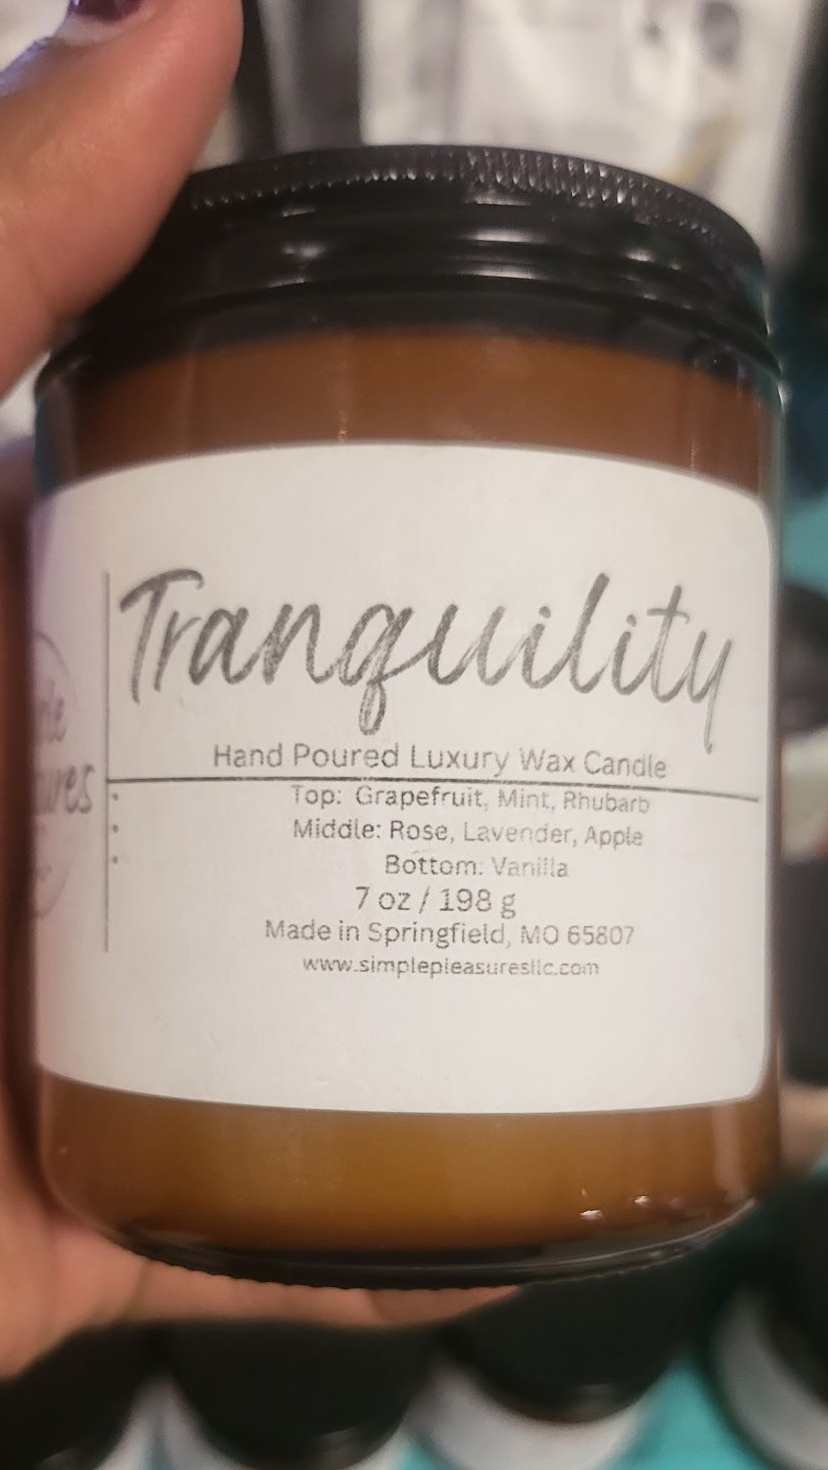 Tranquility
Hand Poured Luxury Wax Candle
Top: Grapefruit, Mint, Rhubarb
Middle: Rose, Lavender, Apple
Bottom: Vanilla
7 oz / 198 g
Made in Springfield, MO 65807
www.simplepleasuresllc.com